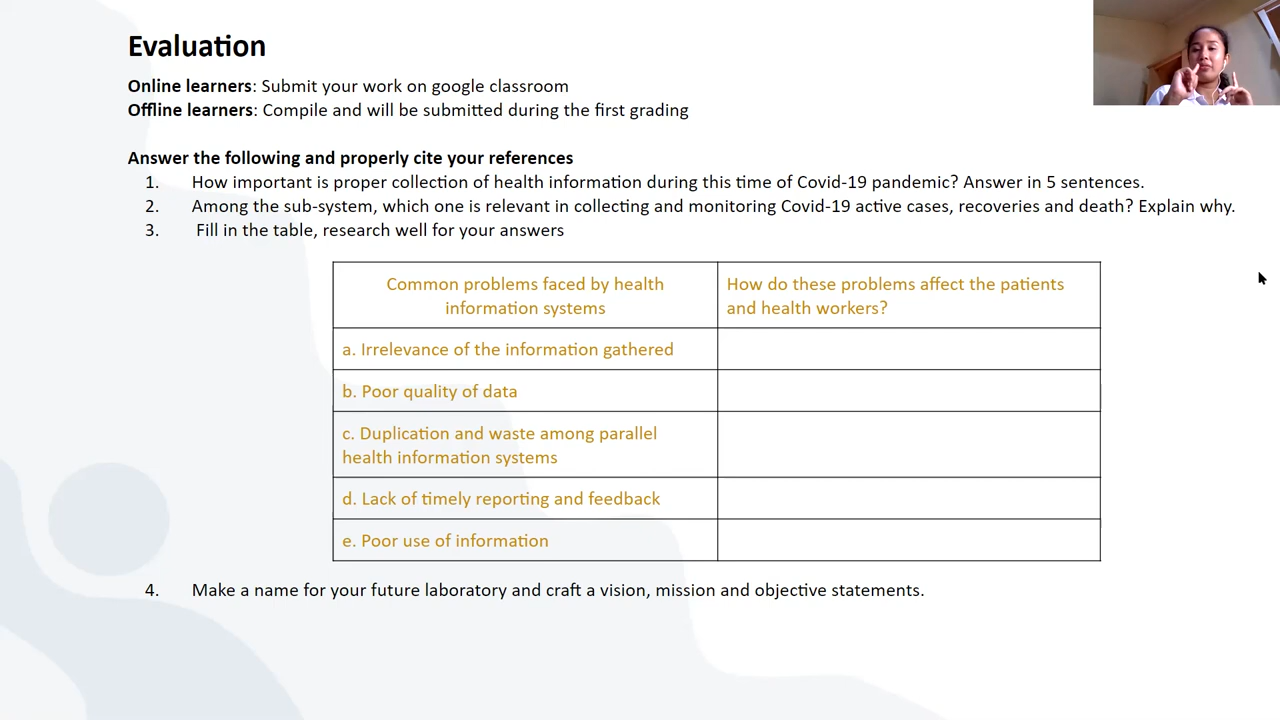 Evaluation
Online learners: Submit your work on google classroom
Offline learners: Compile and will be submitted during the first grading
Answer the following and properly cite your references
1. How important is proper collection of health information during this time of Covid-19 pandemic? Answer in 5 sentences.
2. Among the sub-system, which one is relevant in collecting and monitoring Covid-19 active cases, recoveries and death? Explain why.
3. Fill in the table, research well for your answers
Common problems faced by health
information systems
How do these problems affect the patients
and health workers?
a. Irrelevance of the information gathered
b. Poor quality of data
c. Duplication and waste among parallel
health information systems
d. Lack of timely reporting and feedback
e. Poor use of information
4. Make a name for your future laboratory and craft a vision, mission and objective statements.